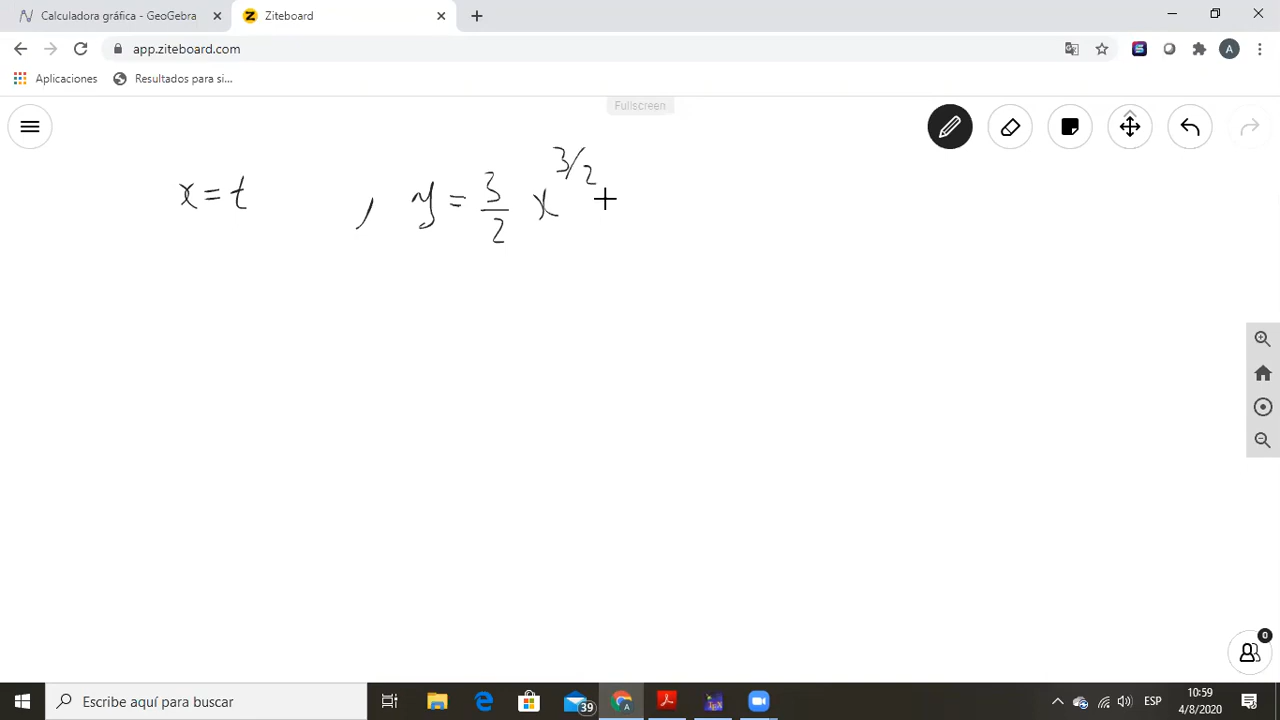 Calculadora gráfica - GeoGebra
Ziteboard
app.ziteboard.com
A
Aplicaciones
Resultados para si...
Fullscreen
x = t , y = 3/2 x^3/2
0
Escribe aquí para buscar
39
ESP
10:59
4/8/2020